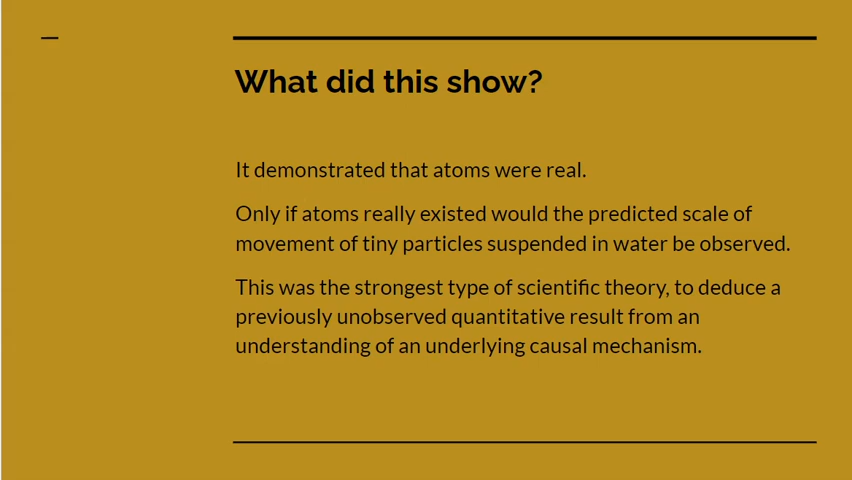 What did this show?
It demonstrated that atoms were real.
Only if atoms really existed would the predicted scale of
movement of tiny particles suspended in water be observed.
This was the strongest type of scientific theory, to deduce a
previously unobserved quantitative result from an
understanding of an underlying causal mechanism.